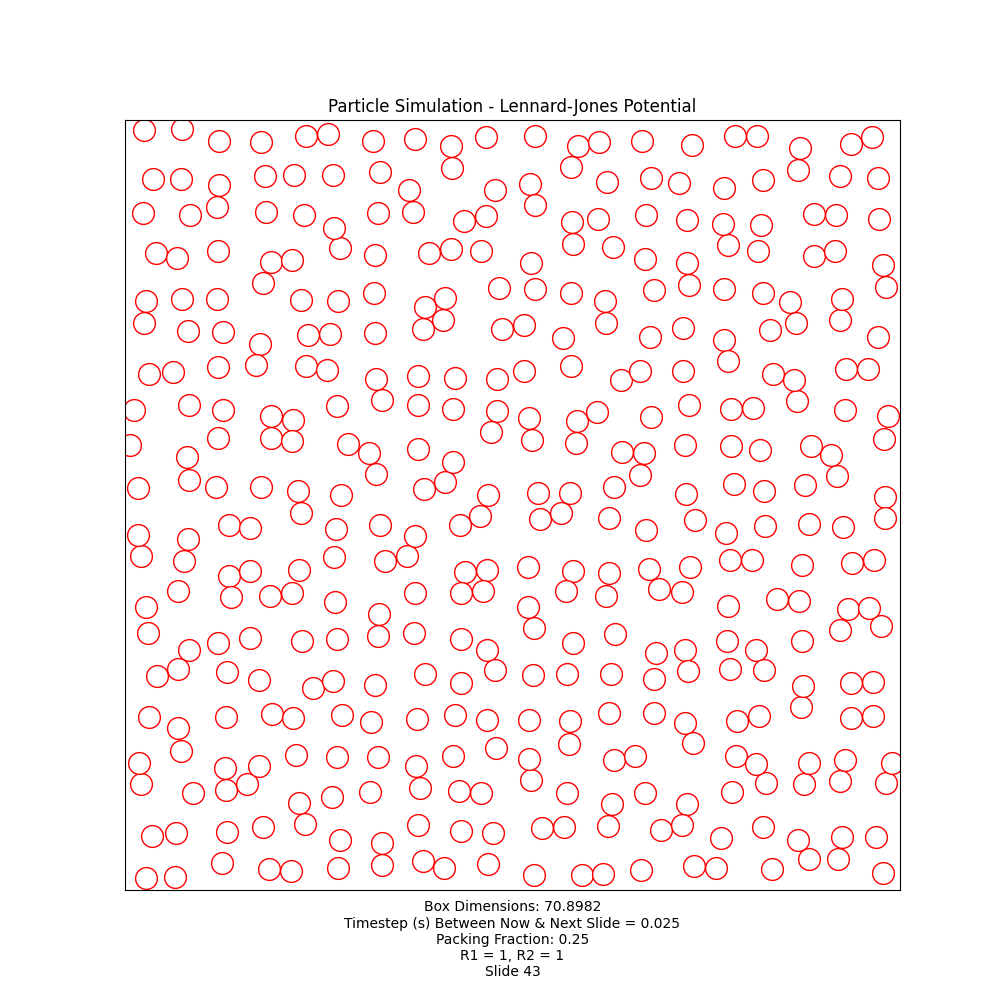 Particle Simulation - Lennard-Jones Potential
Box Dimensions: 70.8982
Timestep (s) Between Now & Next Slide = 0.025
Packing Fraction: 0.25
R1 = 1, R2 = 1
Slide 43